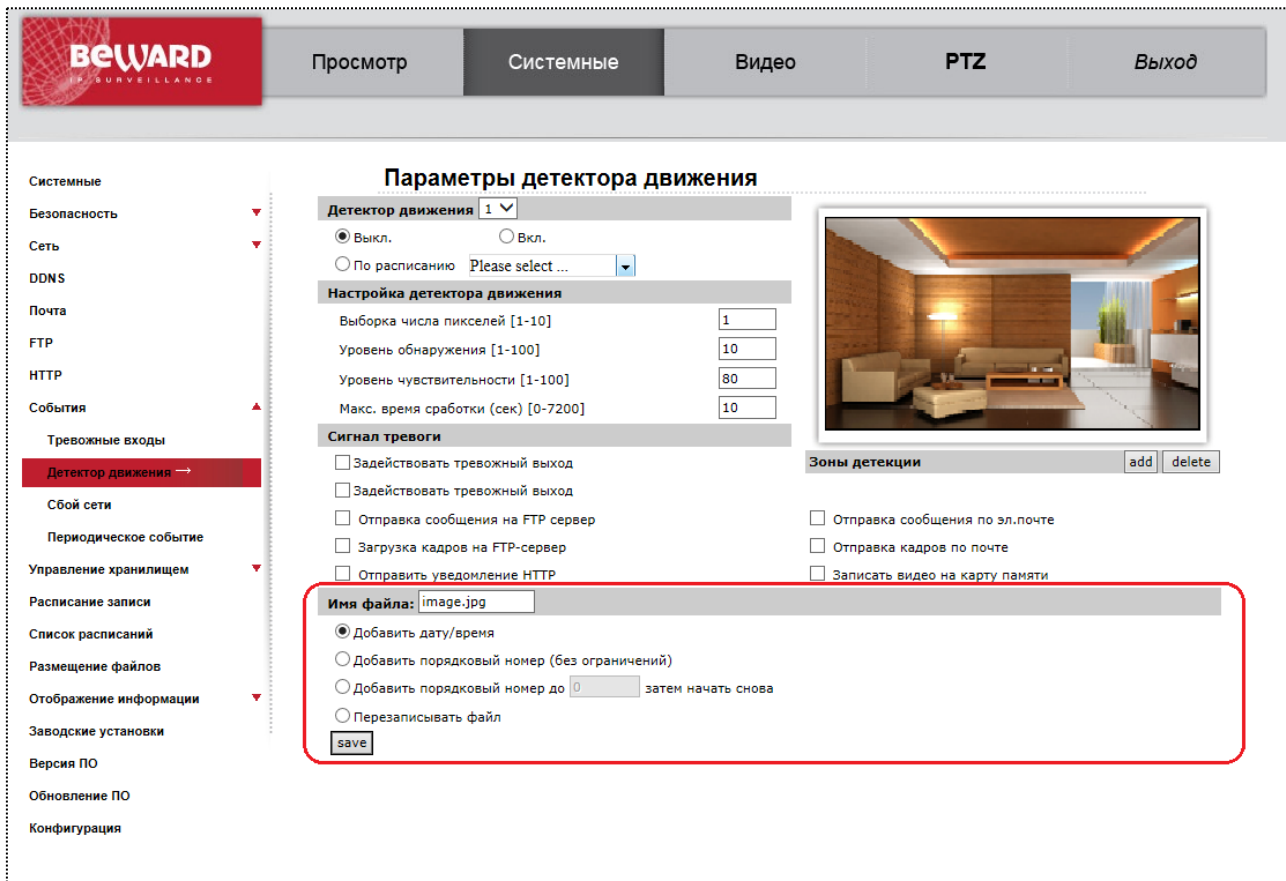 BEWARD
IP SURVEILLANCE
Просмотр
Системные
Видео
PTZ
Выход
Системные
Безопасность
Сеть
DDNS
Почта
FTP
HTTP
События
Тревожные входы
Детектор движения →
Сбой сети
Периодическое событие
Управление хранилищем
Расписание записи
Список расписаний
Размещение файлов
Отображение информации
Заводские установки
Версия ПО
Обновление ПО
Конфигурация
Параметры детектора движения
Детектор движения 1
Выкл. Вкл.
По расписанию Please select ...
Настройка детектора движения
Выборка числа пикселей [1-10] 1
Уровень обнаружения [1-100] 10
Уровень чувствительности [1-100] 80
Макс. время сработки (сек) [0-7200] 10
Сигнал тревоги
Задействовать тревожный выход
Зоны детекции add delete
Задействовать тревожный выход
Отправка сообщения на FTP сервер Отправка сообщения по эл.почте
Загрузка кадров на FTP-сервер Отправка кадров по почте
Отправить уведомление HTTP Записать видео на карту памяти
Имя файла: image.jpg
Добавить дату/время
Добавить порядковый номер (без ограничений)
Добавить порядковый номер до 0 затем начать снова
Перезаписывать файл
save